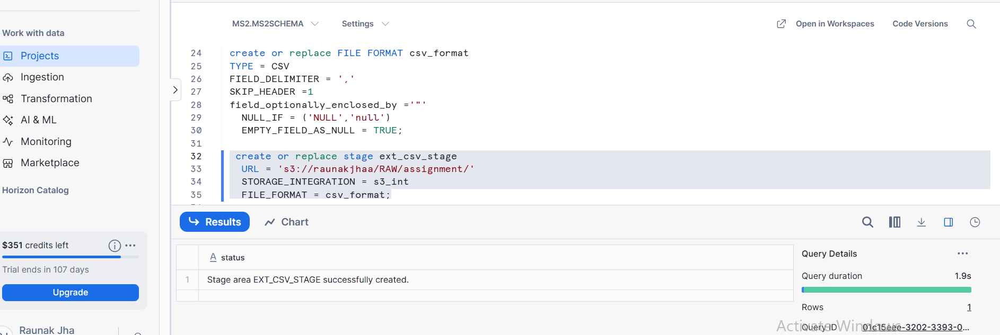 Work with data
Projects
Ingestion
Transformation
AI & ML
Monitoring
Marketplace
Horizon Catalog
$351 credits left
Trial ends in 107 days
Upgrade
Raunak Jha
MS2.MS2SCHEMA
Settings
Open in Workspaces
Code Versions
24 create or replace FILE FORMAT csv_format
25 TYPE = CSV
26 FIELD_DELIMITER = ','
27 SKIP_HEADER =1
28 field_optionally_enclosed_by ='"'
29 NULL_IF = ('NULL','null')
30 EMPTY_FIELD_AS_NULL = TRUE;
31
32 create or replace stage ext_csv_stage
33 URL = 's3://raunakjhaa/RAW/assignment/'
34 STORAGE_INTEGRATION = s3_int
35 FILE_FORMAT = csv_format;
Results
Chart
A status
1 Stage area EXT_CSV_STAGE successfully created.
Query Details
Query duration 1.9s
Rows 1
Query ID 01c15eee-3202-3393-0...
Activate Windows